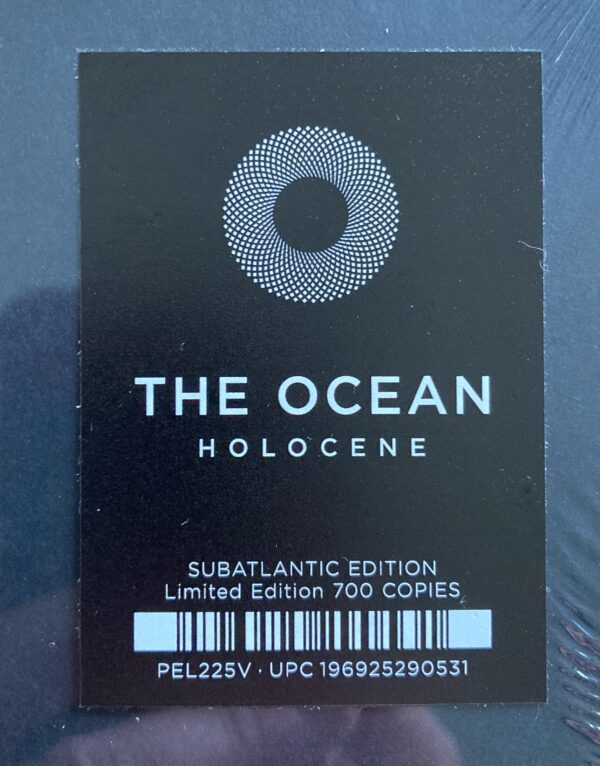 THE OCEAN
HOLOCENE
SUBATLANTIC EDITION
Limited Edition 700 COPIES
PEL225V · UPC 196925290531